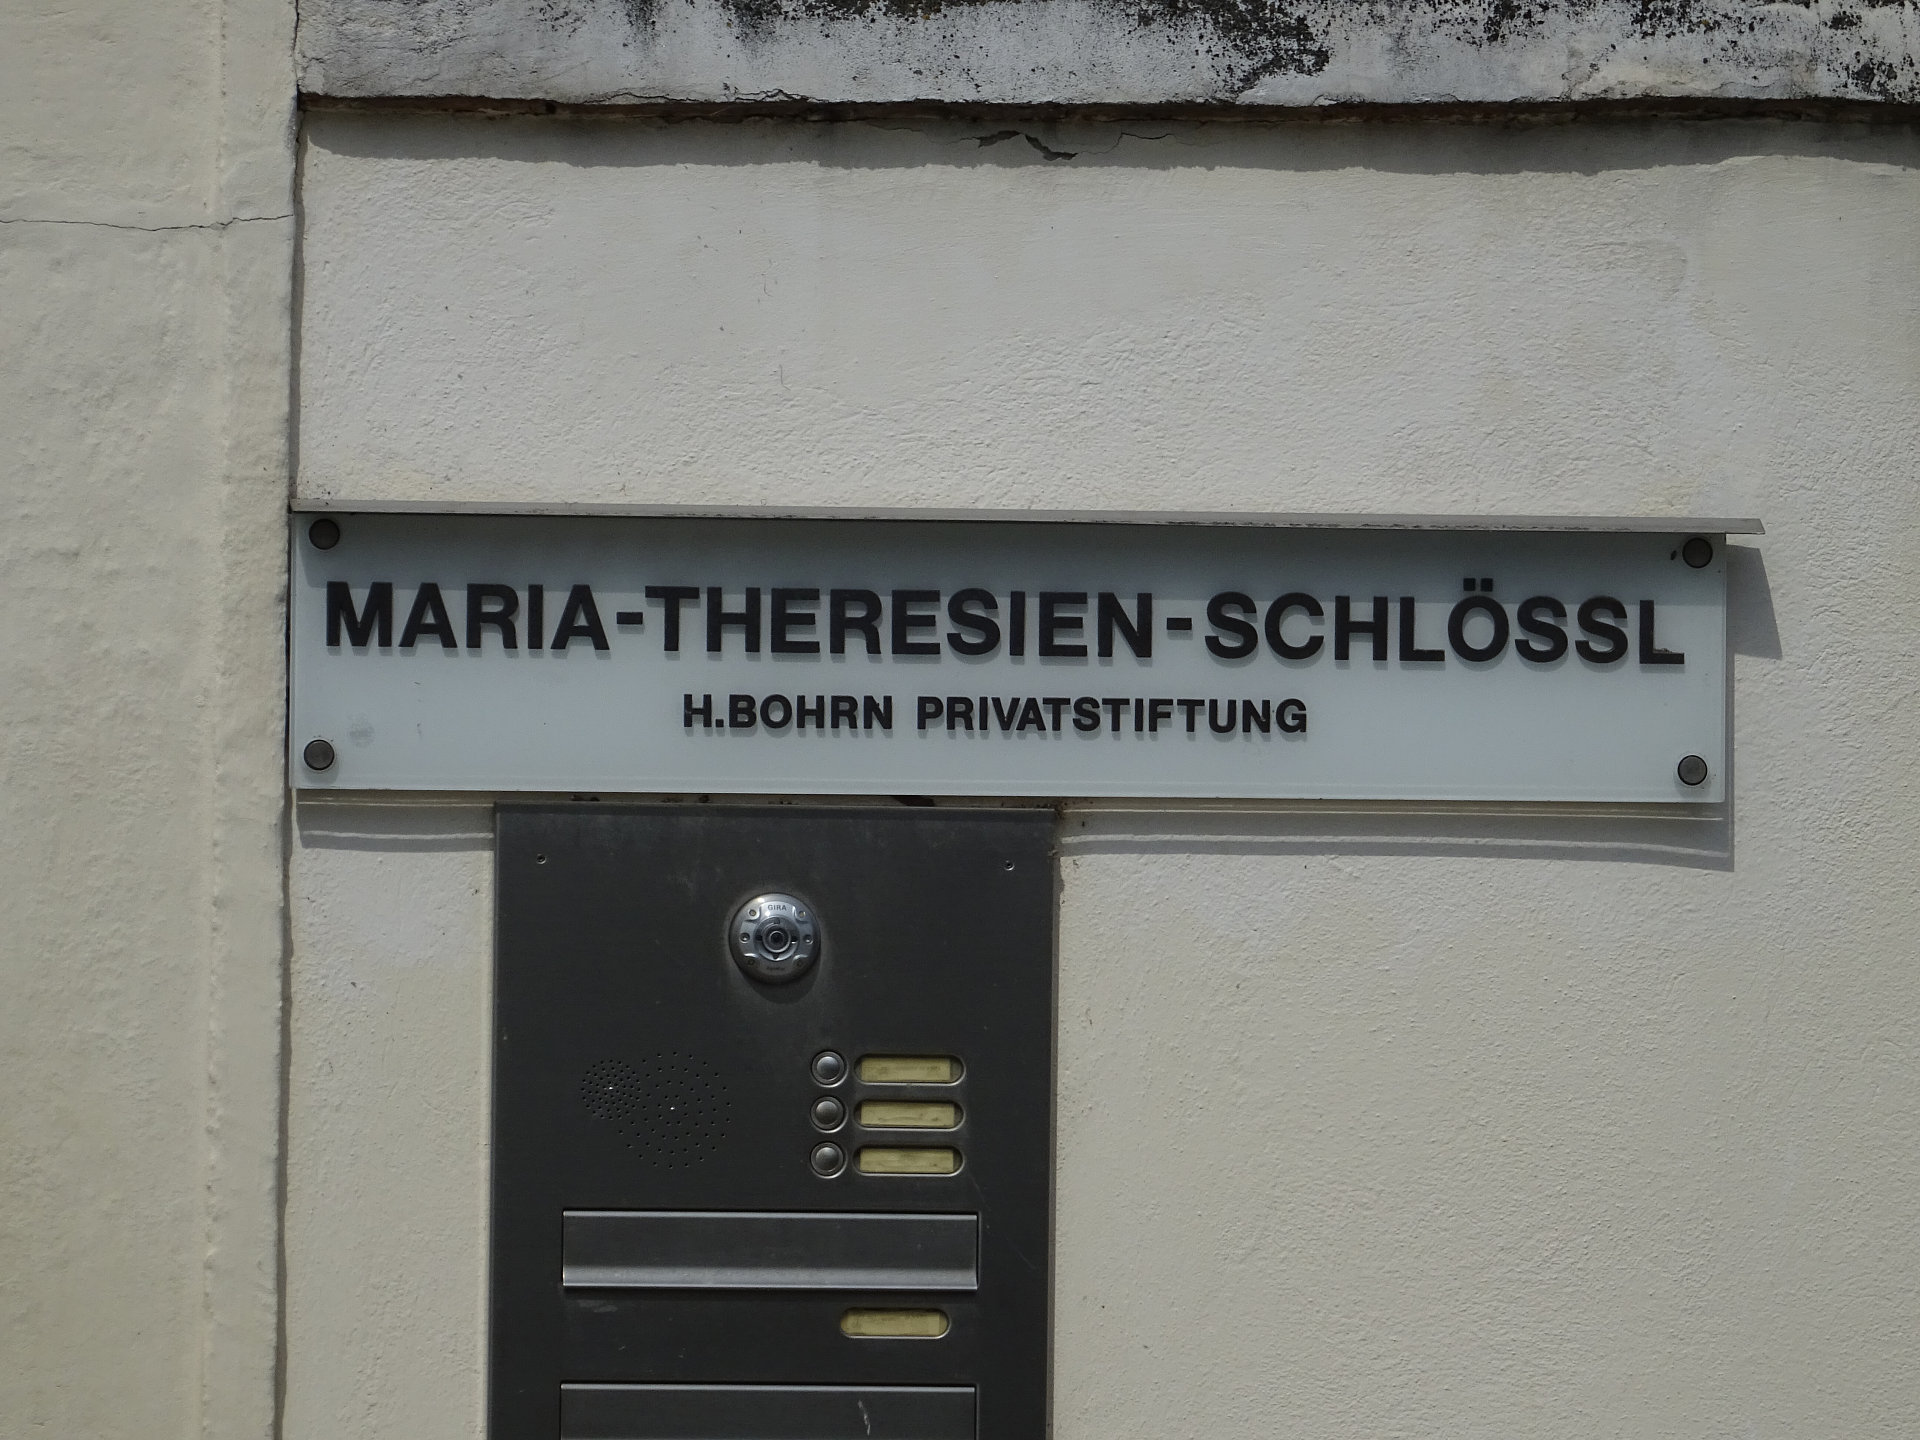 MARIA-THERESIEN-SCHLÖSSL
H.BOHRN PRIVATSTIFTUNG
GIRA